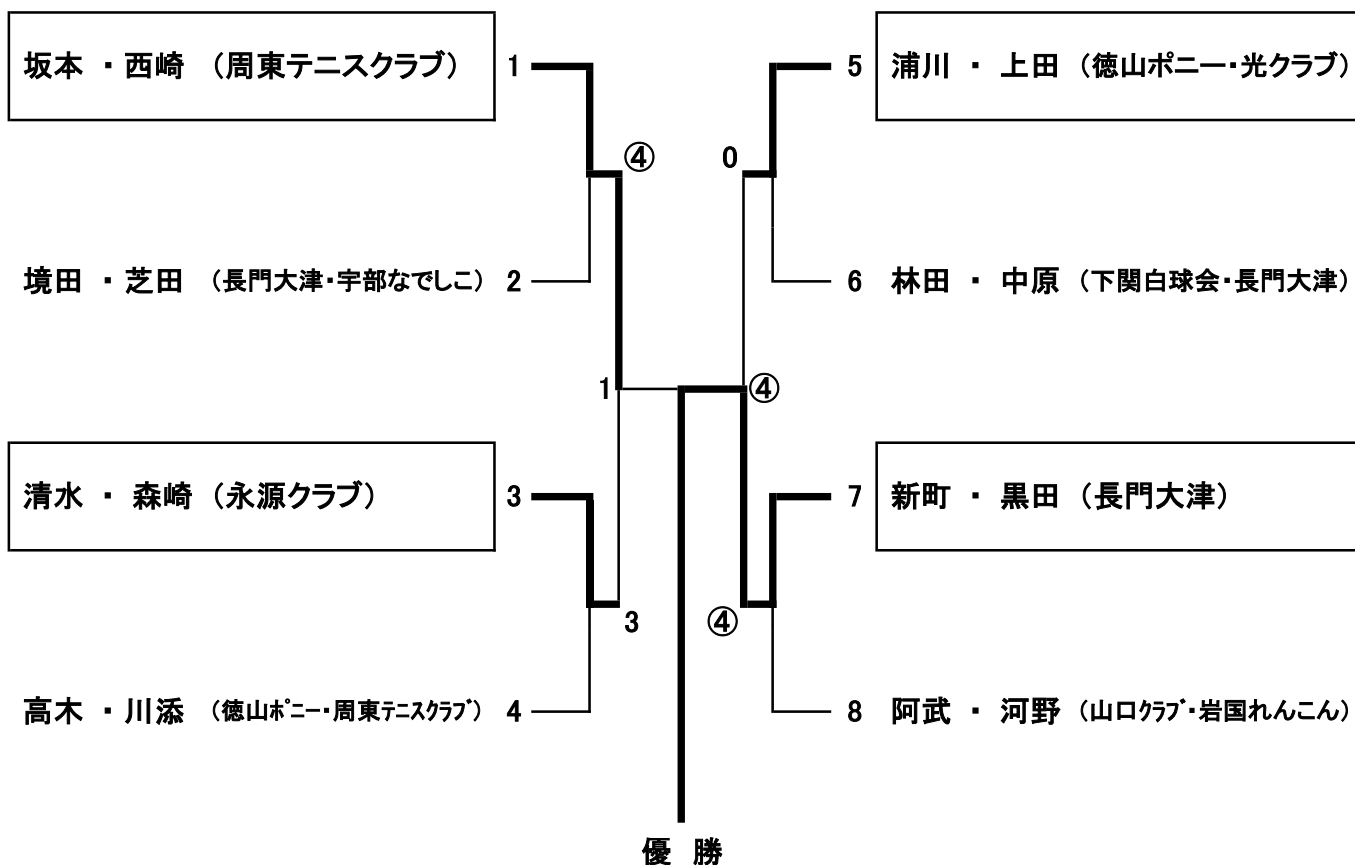 坂本 ・西崎 (周東テニスクラブ) 1
④
境田 ・芝田 (長門大津・宇部なでしこ) 2
1
清水 ・ 森崎 (永源クラブ) 3
3
高木 ・川添 (徳山ﾎﾟﾆｰ・周東ﾃﾆｽｸﾗﾌﾞ) 4
5 浦川 ・ 上田 (徳山ポニー・光クラブ)
0
6 林田 ・ 中原 (下関白球会・長門大津)
④
7 新町 ・ 黒田 (長門大津)
④
8 阿武 ・ 河野 (山口ｸﾗﾌﾞ・岩国れんこん)
優 勝